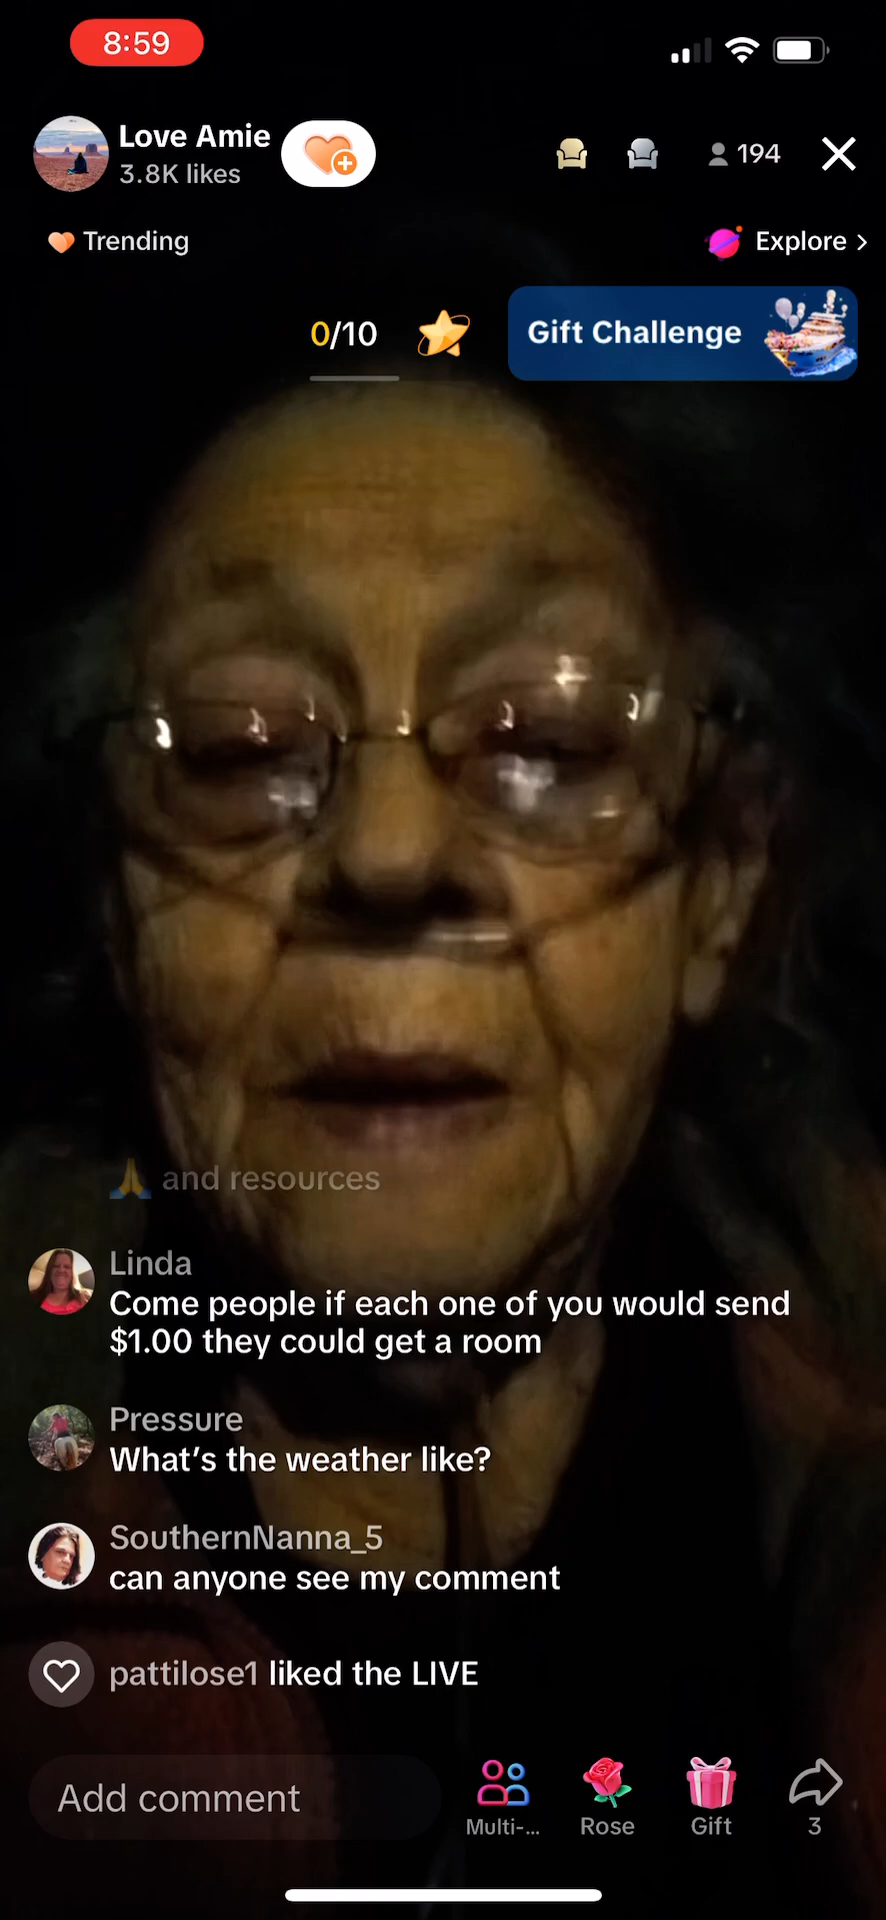 8:59
Love Amie
3.8K likes
194
Trending
Explore >
0/10
Gift Challenge
🙏 and resources
Linda
Come people if each one of you would send
$1.00 they could get a room
Pressure
What's the weather like?
SouthernNanna_5
can anyone see my comment
pattilose1 liked the LIVE
Add comment
Multi-...
Rose
Gift
3